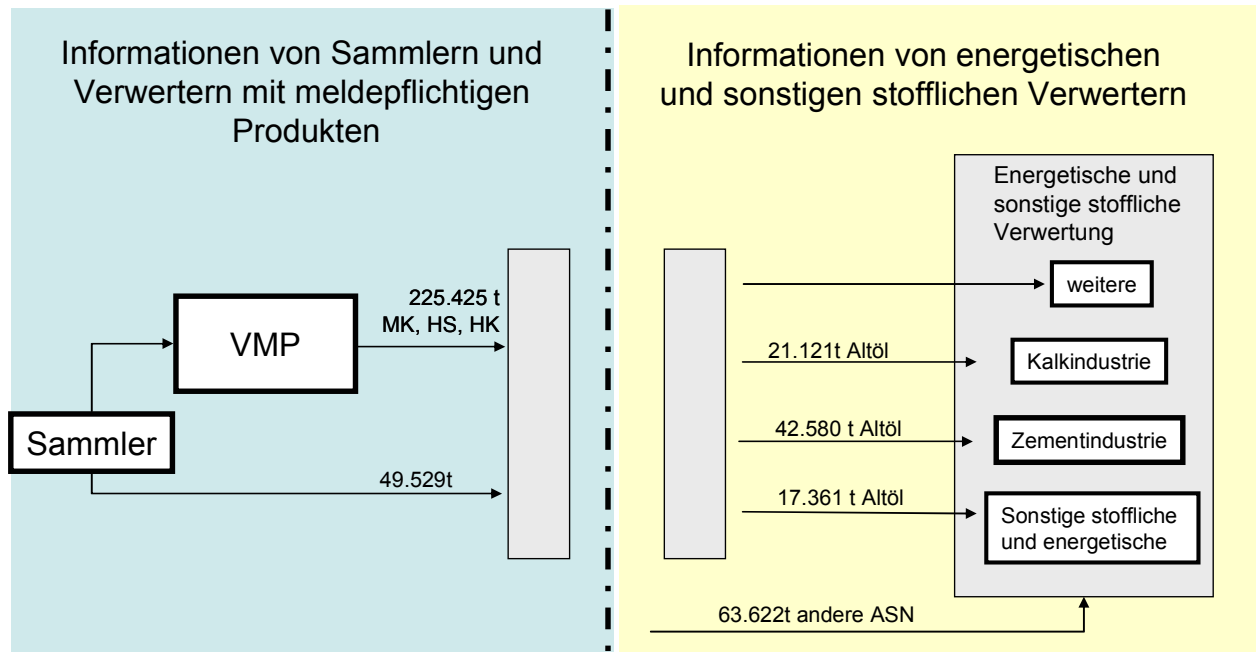 Informationen von Sammlern und
Verwertern mit meldepflichtigen
Produkten
225.425 t
MK, HS, HK
VMP
Sammler
49.529t
Informationen von energetischen
und sonstigen stofflichen Verwertern
Energetische und
sonstige stoffliche
Verwertung
weitere
21.121t Altöl
Kalkindustrie
42.580 t Altöl
Zementindustrie
17.361 t Altöl
Sonstige stoffliche
und energetische
63.622t andere ASN